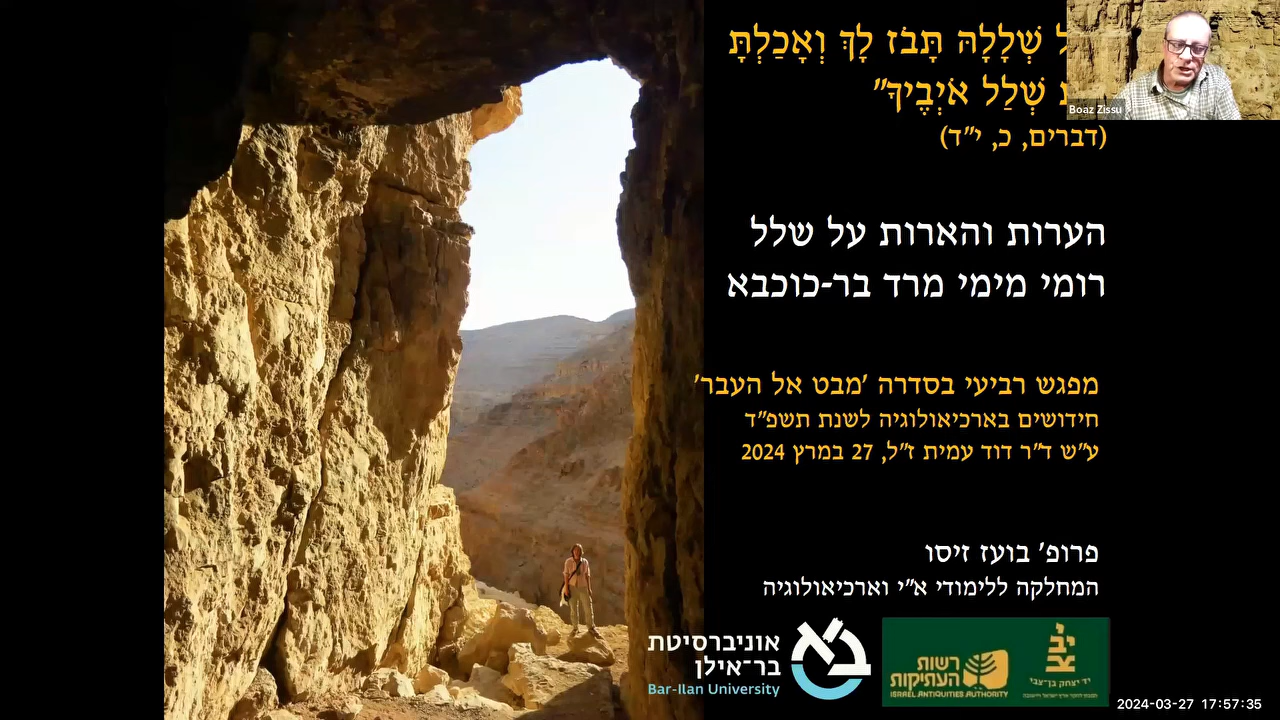 שְׁלָלָהּ תָּבֹז לָךְ וְאָכַלְתָּ
שְׁלַל אֹיְבֶיךָ"
(דברים, כ, י"ד)
Boaz Zissu
הערות והארות על שלל
רומי מימי מרד בר-כוכבא
מפגש רביעי בסדרה 'מבט אל העבר'
חידושים בארכיאולוגיה לשנת תשפ"ד
ע"ש ד"ר דוד עמית ז"ל, 27 במרץ 2024
פרופ' בועז זיסו
המחלקה ללימודי א"י וארכיאולוגיה
אוניברסיטת
בר־אילן
Bar-Ilan University
רשות
העתיקות
ISRAEL ANTIQUITIES AUTHORITY
יד יצחק בן־צבי
2024-03-27 17:57:35